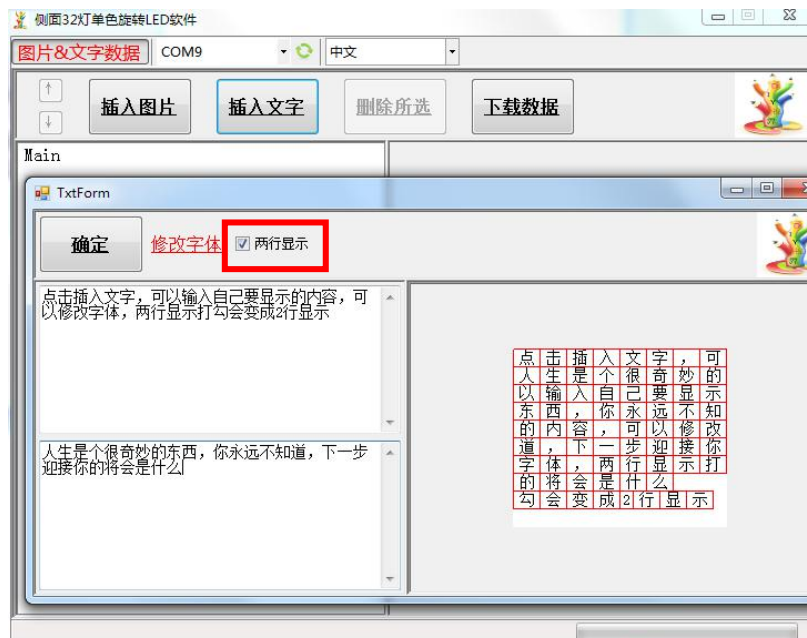 侧面32灯单色旋转LED软件
图片&文字数据 COM9 中文
插入图片 插入文字 删除所选 下载数据
Main
TxtForm
确定 修改字体 两行显示
点击插入文字，可以输入自己要显示的内容，可
以修改字体，两行显示打勾会变成2行显示
人生是个很奇妙的东西，你永远不知道，下一步
迎接你的将会是什么
点击插入文字，可
人生是个很奇妙的
以输入自己要显示
东西，你永远不知
的内容，可以修改
道，下一步迎接你
字体，两行显示打
的将会是什么
勾会变成2行显示